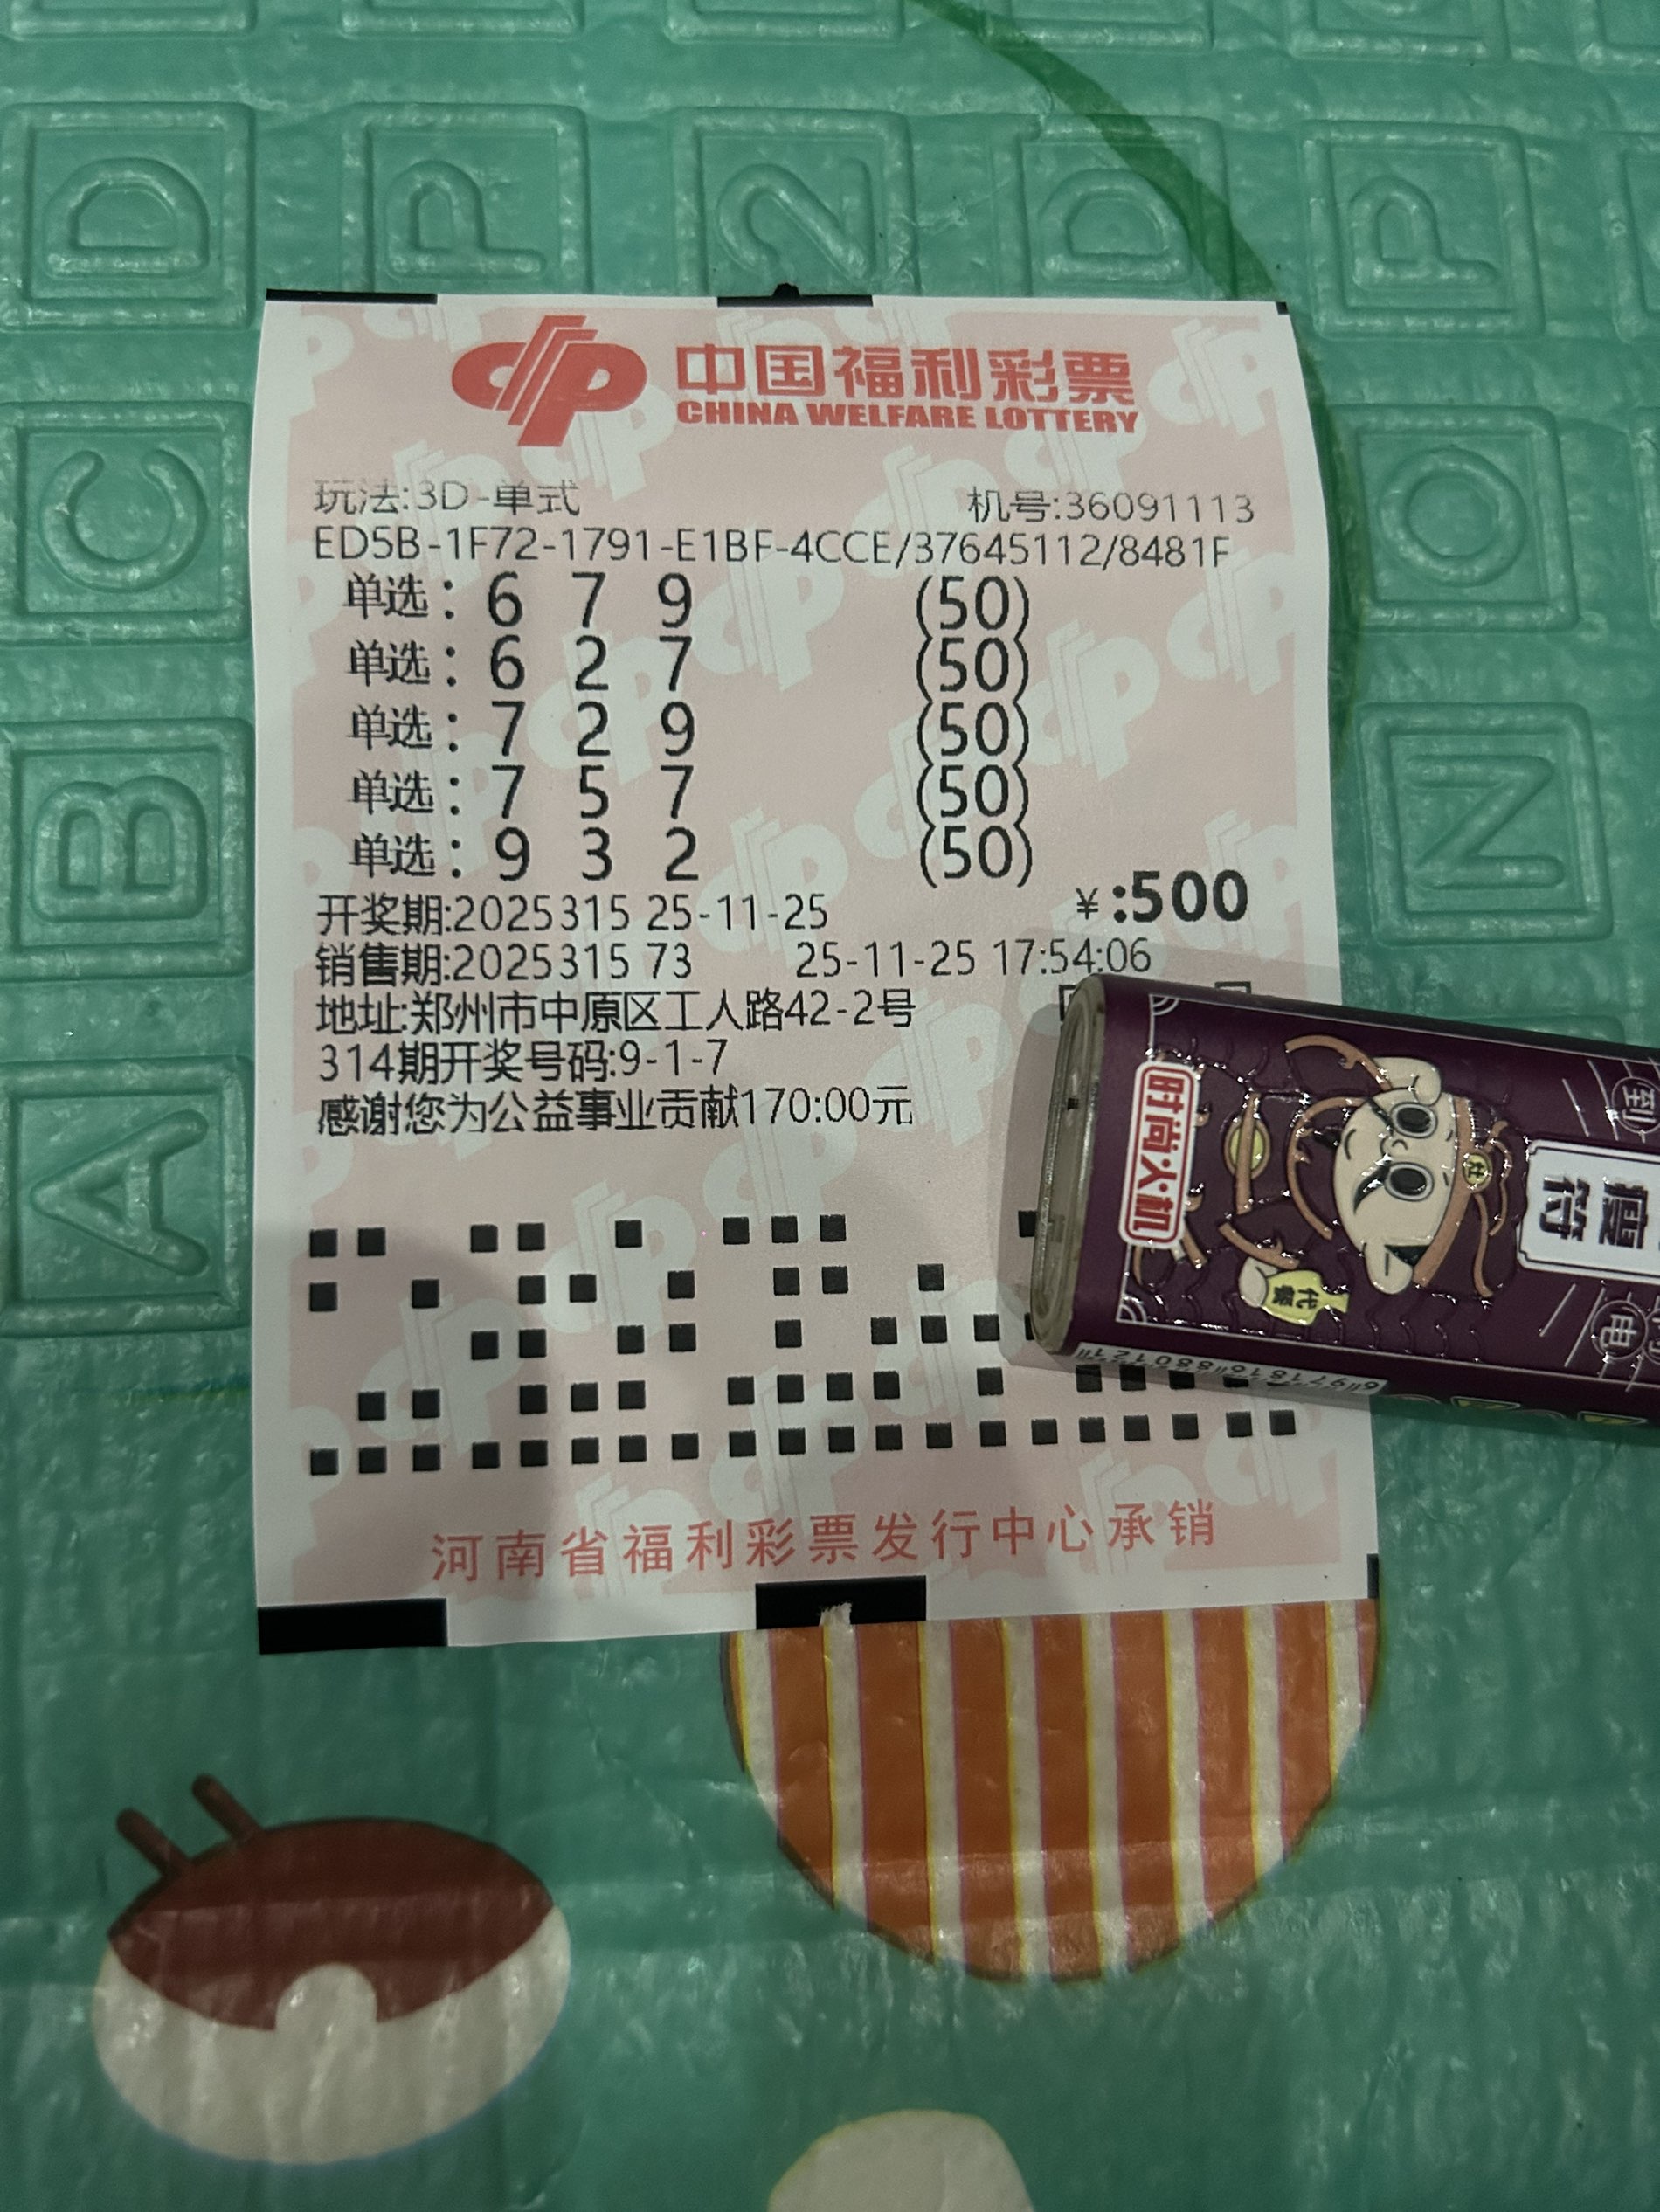 中国福利彩票
CHINA WELFARE LOTTERY
玩法:3D-单式 机号:36091113
ED5B-1F72-1791-E1BF-4CCE/37645112/8481F
单选: 6 7 9 (50)
单选: 6 2 7 (50)
单选: 7 2 9 (50)
单选: 7 5 7 (50)
单选: 9 3 2 (50)
¥:500
开奖期:2025315 25-11-25
销售期:2025315 73 25-11-25 17:54:06
地址:郑州市中原区工人路42-2号
314期开奖号码:9-1-7
感谢您为公益事业贡献170:00元
河南省福利彩票发行中心承销
时尚火机
D P 2 D P
C O
B N
A